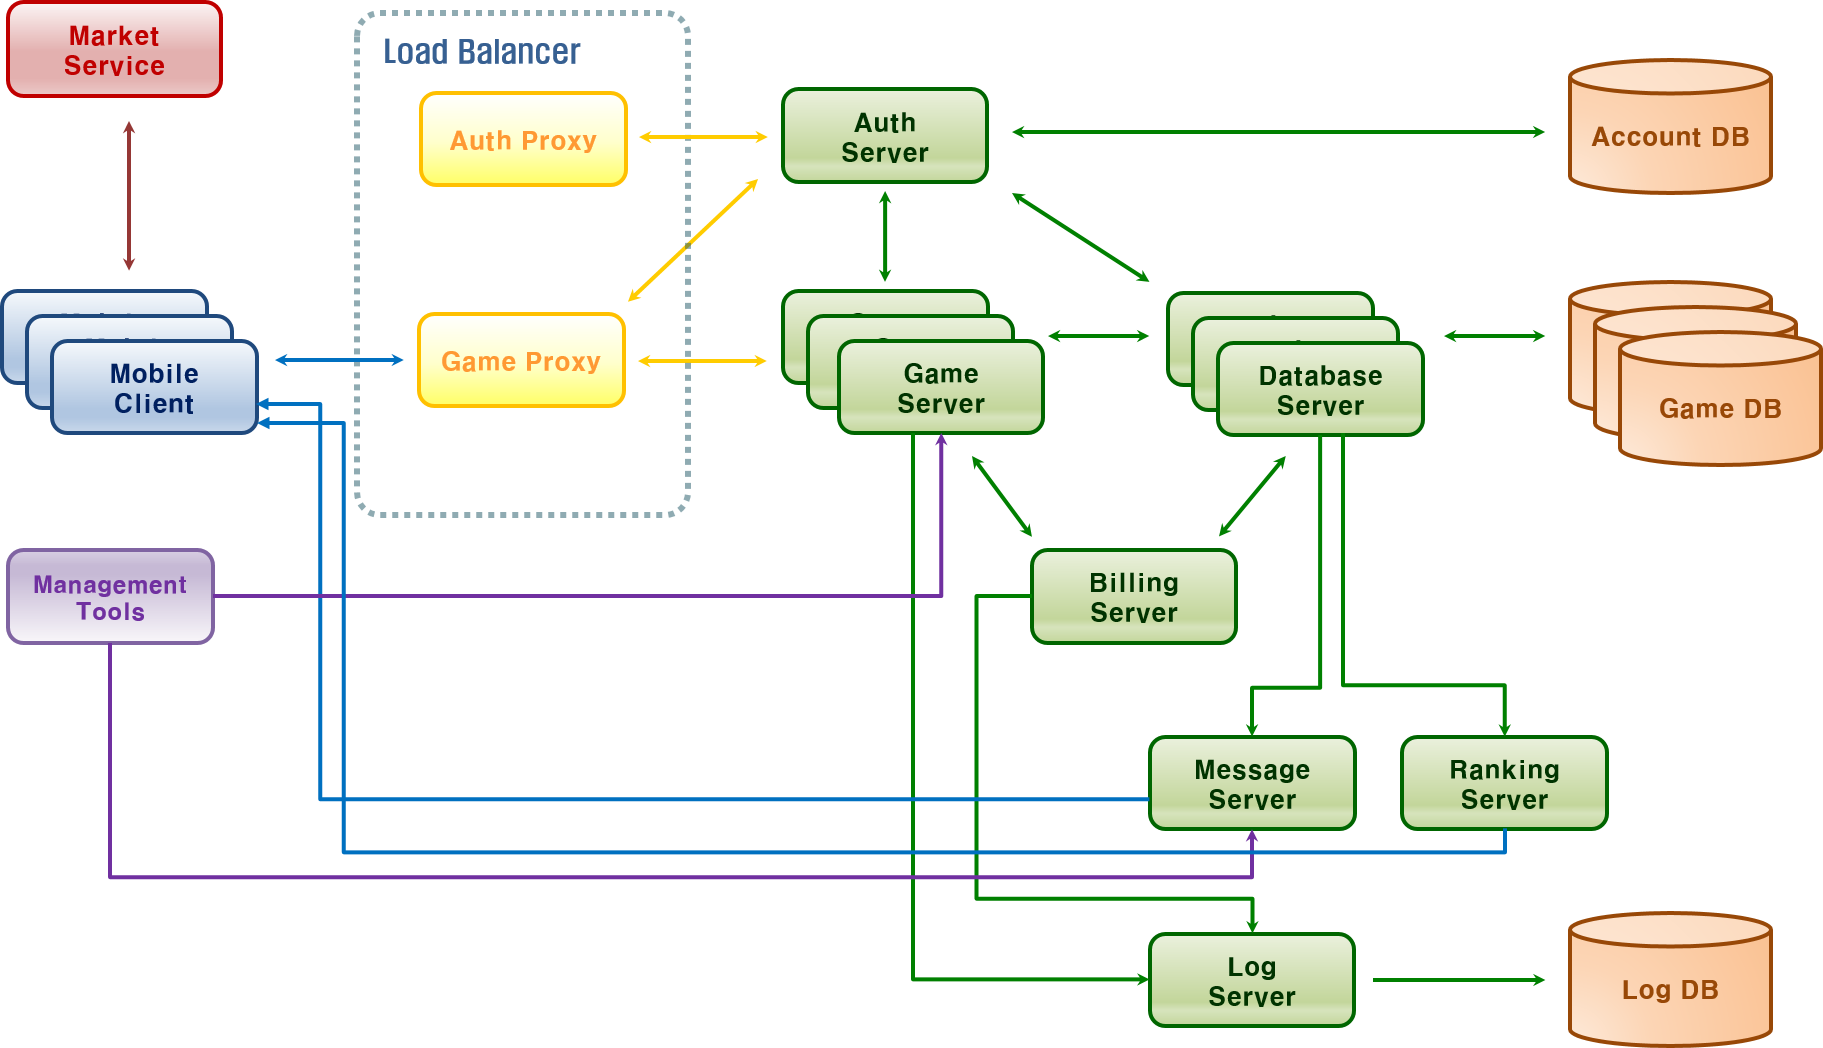 Market
Service
Load Balancer
Auth Proxy
Auth
Server
Account DB
Mobile
Client
Game Proxy
Game
Server
Database
Server
Game DB
Management
Tools
Billing
Server
Message
Server
Ranking
Server
Log
Server
Log DB